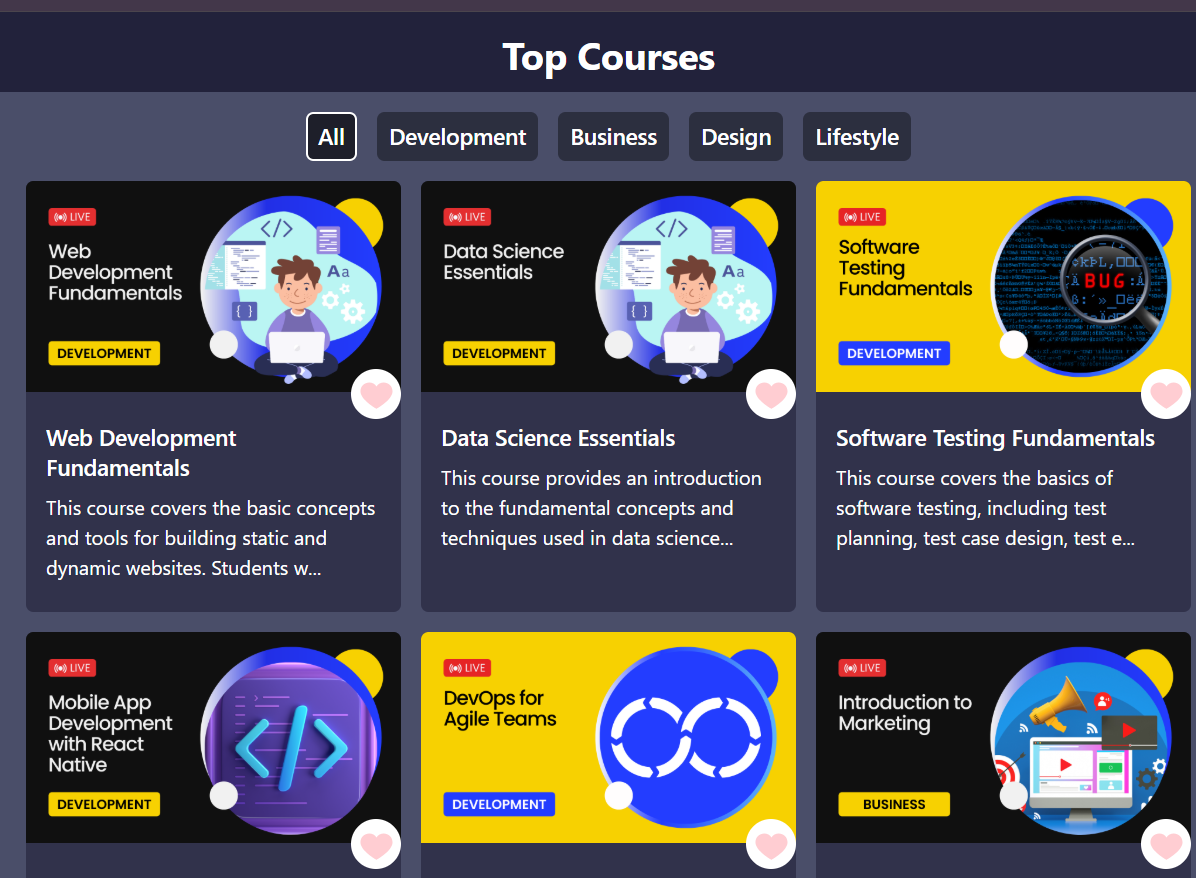 Top Courses
All
Development
Business
Design
Lifestyle
LIVE
Web
Development
Fundamentals
</>
Aa
{ }
DEVELOPMENT
Web Development
Fundamentals
This course covers the basic concepts
and tools for building static and
dynamic websites. Students w...
LIVE
Data Science
Essentials
</>
Aa
{ }
DEVELOPMENT
Data Science Essentials
This course provides an introduction
to the fundamental concepts and
techniques used in data science...
LIVE
Software
Testing
Fundamentals
BUG
DEVELOPMENT
Software Testing Fundamentals
This course covers the basics of
software testing, including test
planning, test case design, test e...
LIVE
Mobile App
Development
with React
Native
</>
DEVELOPMENT
LIVE
DevOps for
Agile Teams
DEVELOPMENT
LIVE
Introduction to
Marketing
BUSINESS